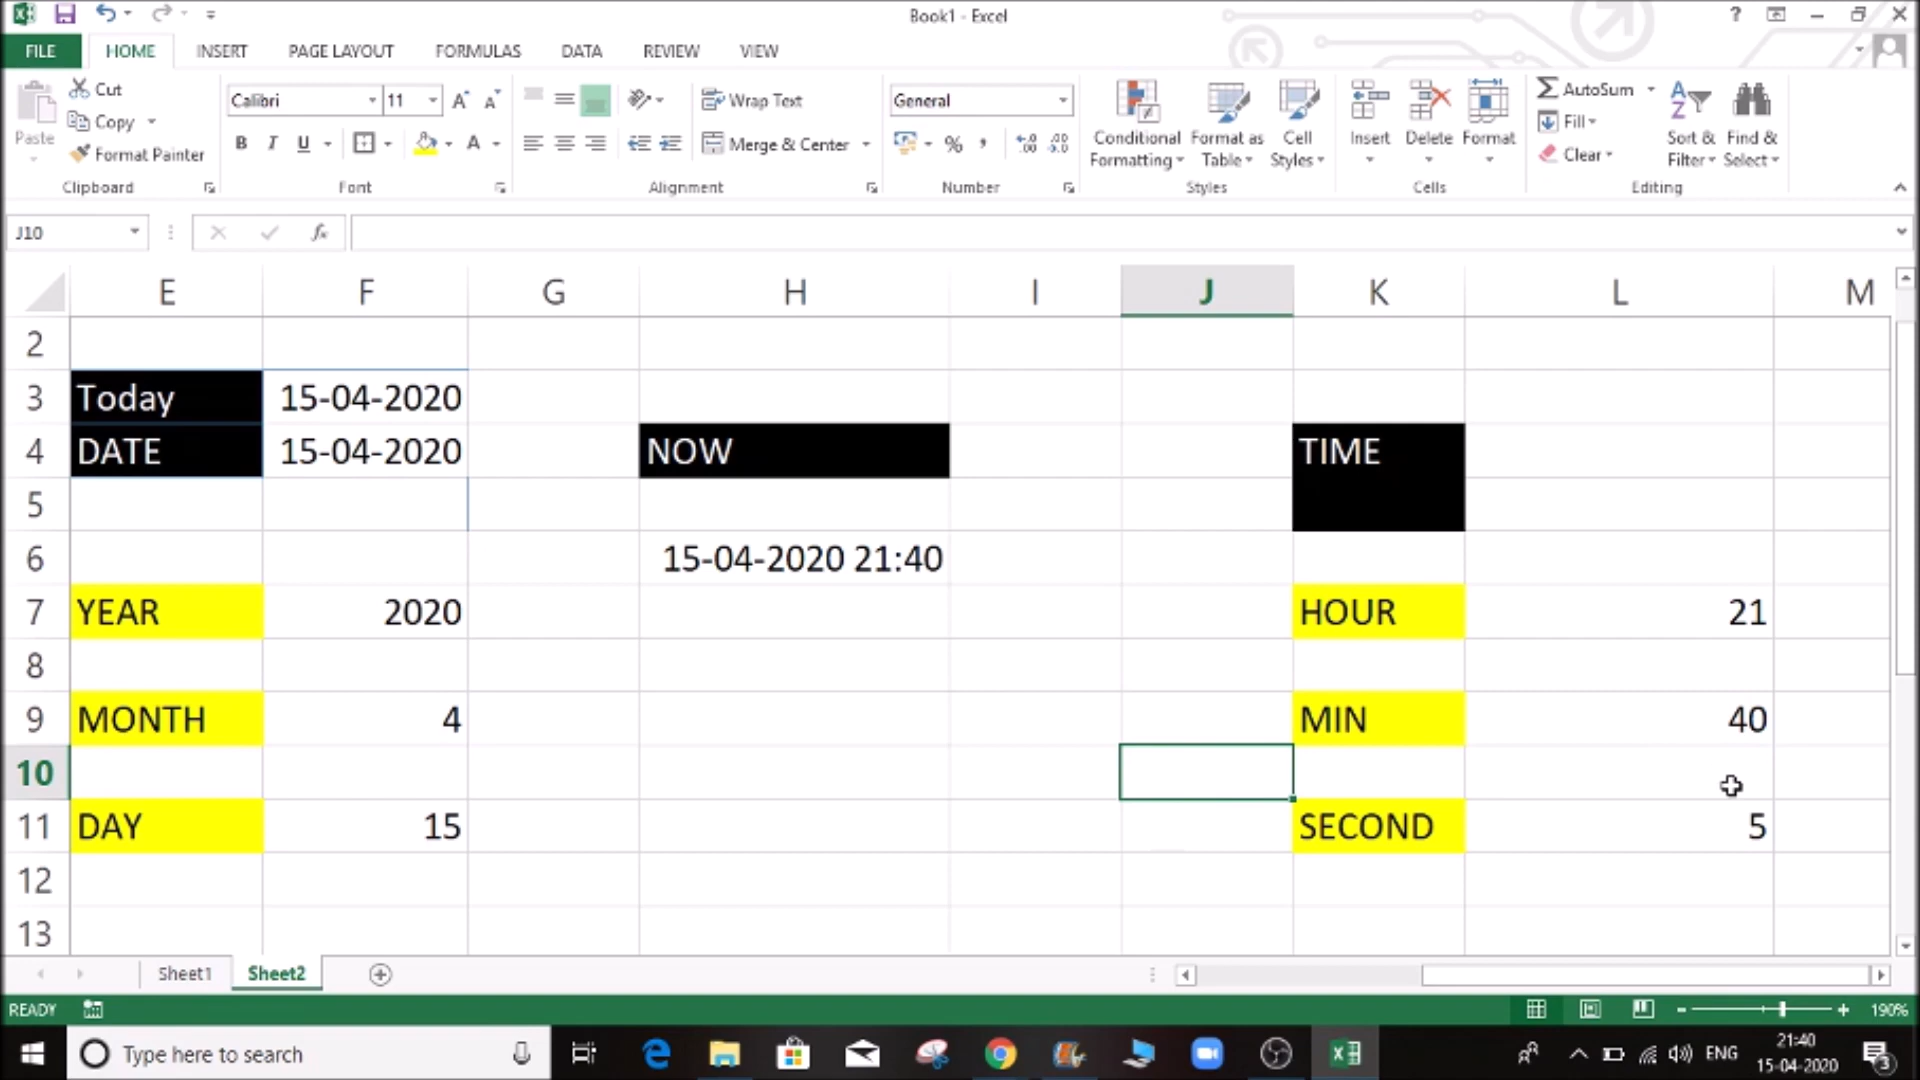 Book1 - Excel
FILE HOME INSERT PAGE LAYOUT FORMULAS DATA REVIEW VIEW
Paste
Cut
Copy
Format Painter
Clipboard
Calibri 11
B I U
Font
Wrap Text
Merge & Center
Alignment
General
%
Number
Conditional Formatting
Format as Table
Cell Styles
Styles
Insert
Delete
Format
Cells
AutoSum
Fill
Clear
Sort & Filter
Find & Select
Editing
J10
fx
E F G H I J K L M
2
3 Today 15-04-2020
4 DATE 15-04-2020 NOW TIME
5
6 15-04-2020 21:40
7 YEAR 2020 HOUR 21
8
9 MONTH 4 MIN 40
10
11 DAY 15 SECOND 5
12
13
Sheet1 Sheet2
READY 190%
Type here to search
ENG
21:40
15-04-2020
3